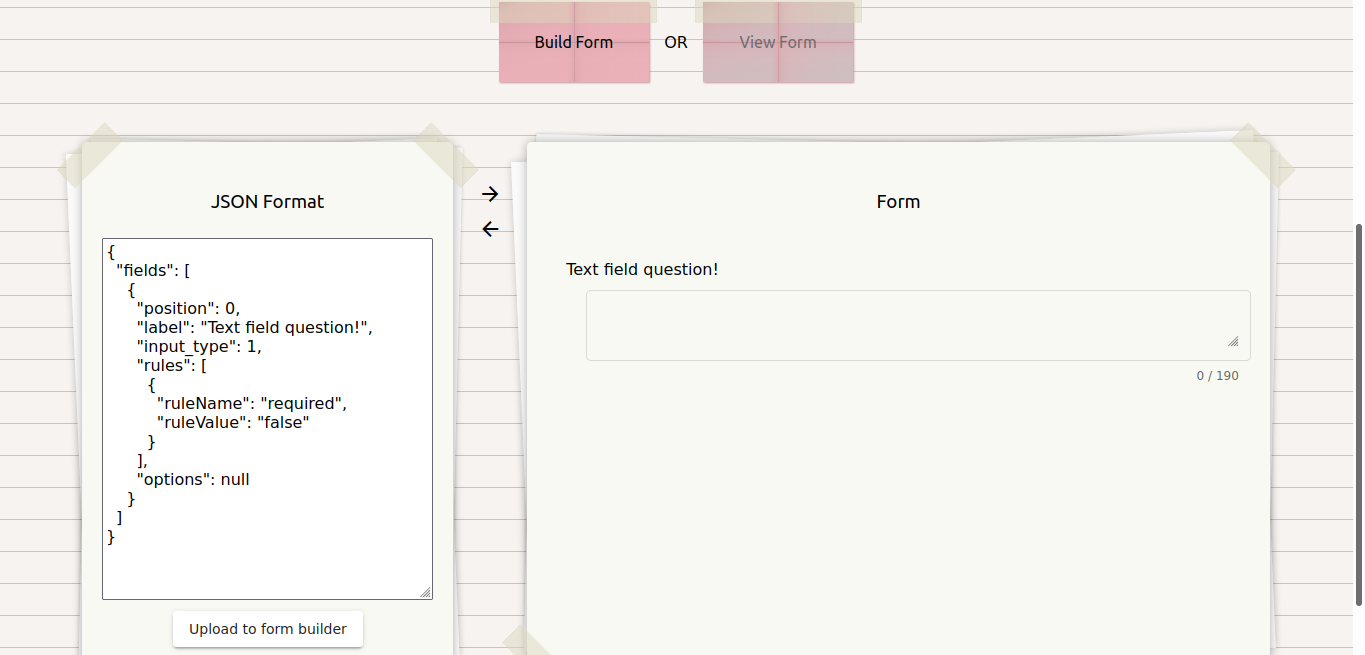 Build Form OR View Form
JSON Format
{
"fields": [
{
"position": 0,
"label": "Text field question!",
"input_type": 1,
"rules": [
{
"ruleName": "required",
"ruleValue": "false"
}
],
"options": null
}
]
}
Upload to form builder
Form
Text field question!
0 / 190